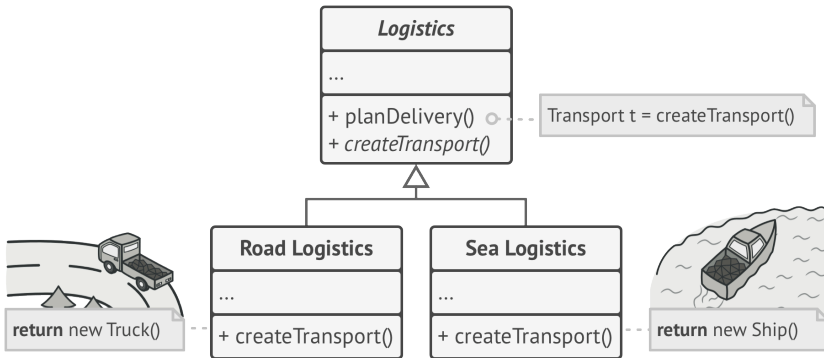 Logistics
...
+ planDelivery()
+ createTransport()
Transport t = createTransport()
Road Logistics
...
+ createTransport()
Sea Logistics
...
+ createTransport()
return new Truck()
return new Ship()